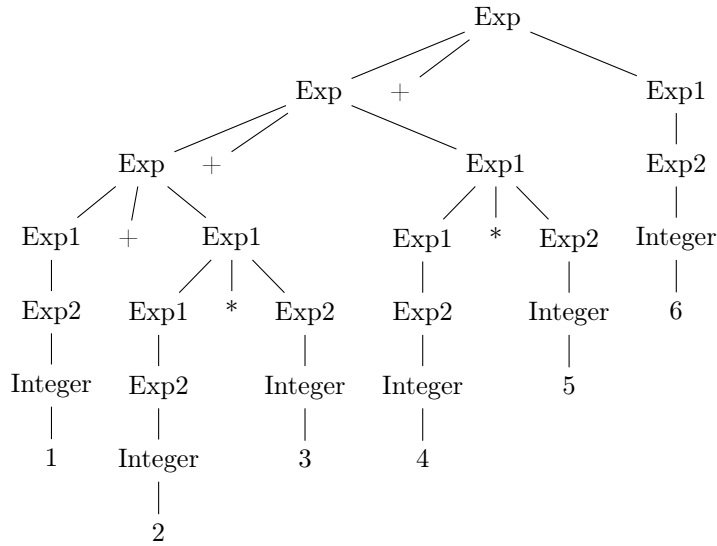 Exp
Exp + Exp1
Exp + Exp1 Exp2
Exp1 + Exp1 Exp1 * Exp2 Integer
Exp2 Exp1 * Exp2 Exp2 Integer 6
Integer Exp2 Integer Integer 5
1 Integer 3 4
2